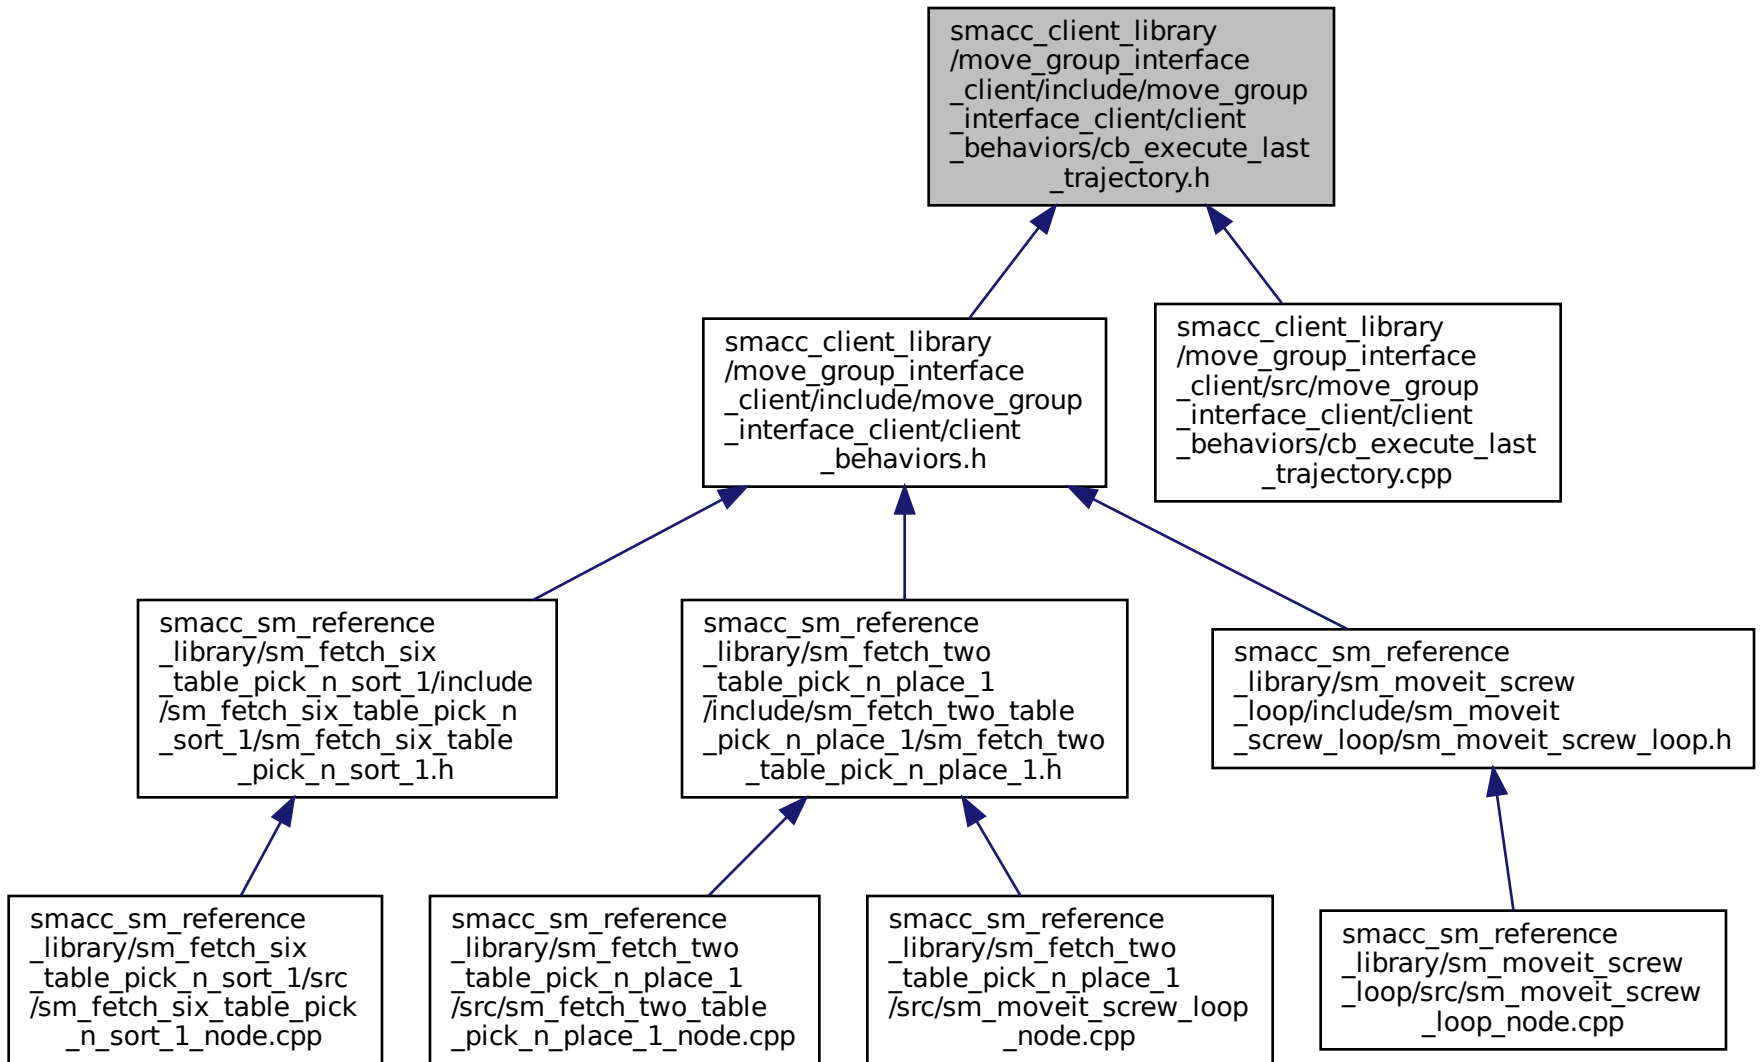 smacc_client_library
/move_group_interface
_client/include/move_group
_interface_client/client
_behaviors/cb_execute_last
_trajectory.h
smacc_client_library
/move_group_interface
_client/include/move_group
_interface_client/client
_behaviors.h
smacc_client_library
/move_group_interface
_client/src/move_group
_interface_client/client
_behaviors/cb_execute_last
_trajectory.cpp
smacc_sm_reference
_library/sm_fetch_six
_table_pick_n_sort_1/include
/sm_fetch_six_table_pick_n
_sort_1/sm_fetch_six_table
_pick_n_sort_1.h
smacc_sm_reference
_library/sm_fetch_two
_table_pick_n_place_1
/include/sm_fetch_two_table
_pick_n_place_1/sm_fetch_two
_table_pick_n_place_1.h
smacc_sm_reference
_library/sm_moveit_screw
_loop/include/sm_moveit
_screw_loop/sm_moveit_screw_loop.h
smacc_sm_reference
_library/sm_fetch_six
_table_pick_n_sort_1/src
/sm_fetch_six_table_pick
_n_sort_1_node.cpp
smacc_sm_reference
_library/sm_fetch_two
_table_pick_n_place_1
/src/sm_fetch_two_table
_pick_n_place_1_node.cpp
smacc_sm_reference
_library/sm_fetch_two
_table_pick_n_place_1
/src/sm_moveit_screw_loop
_node.cpp
smacc_sm_reference
_library/sm_moveit_screw
_loop/src/sm_moveit_screw
_loop_node.cpp